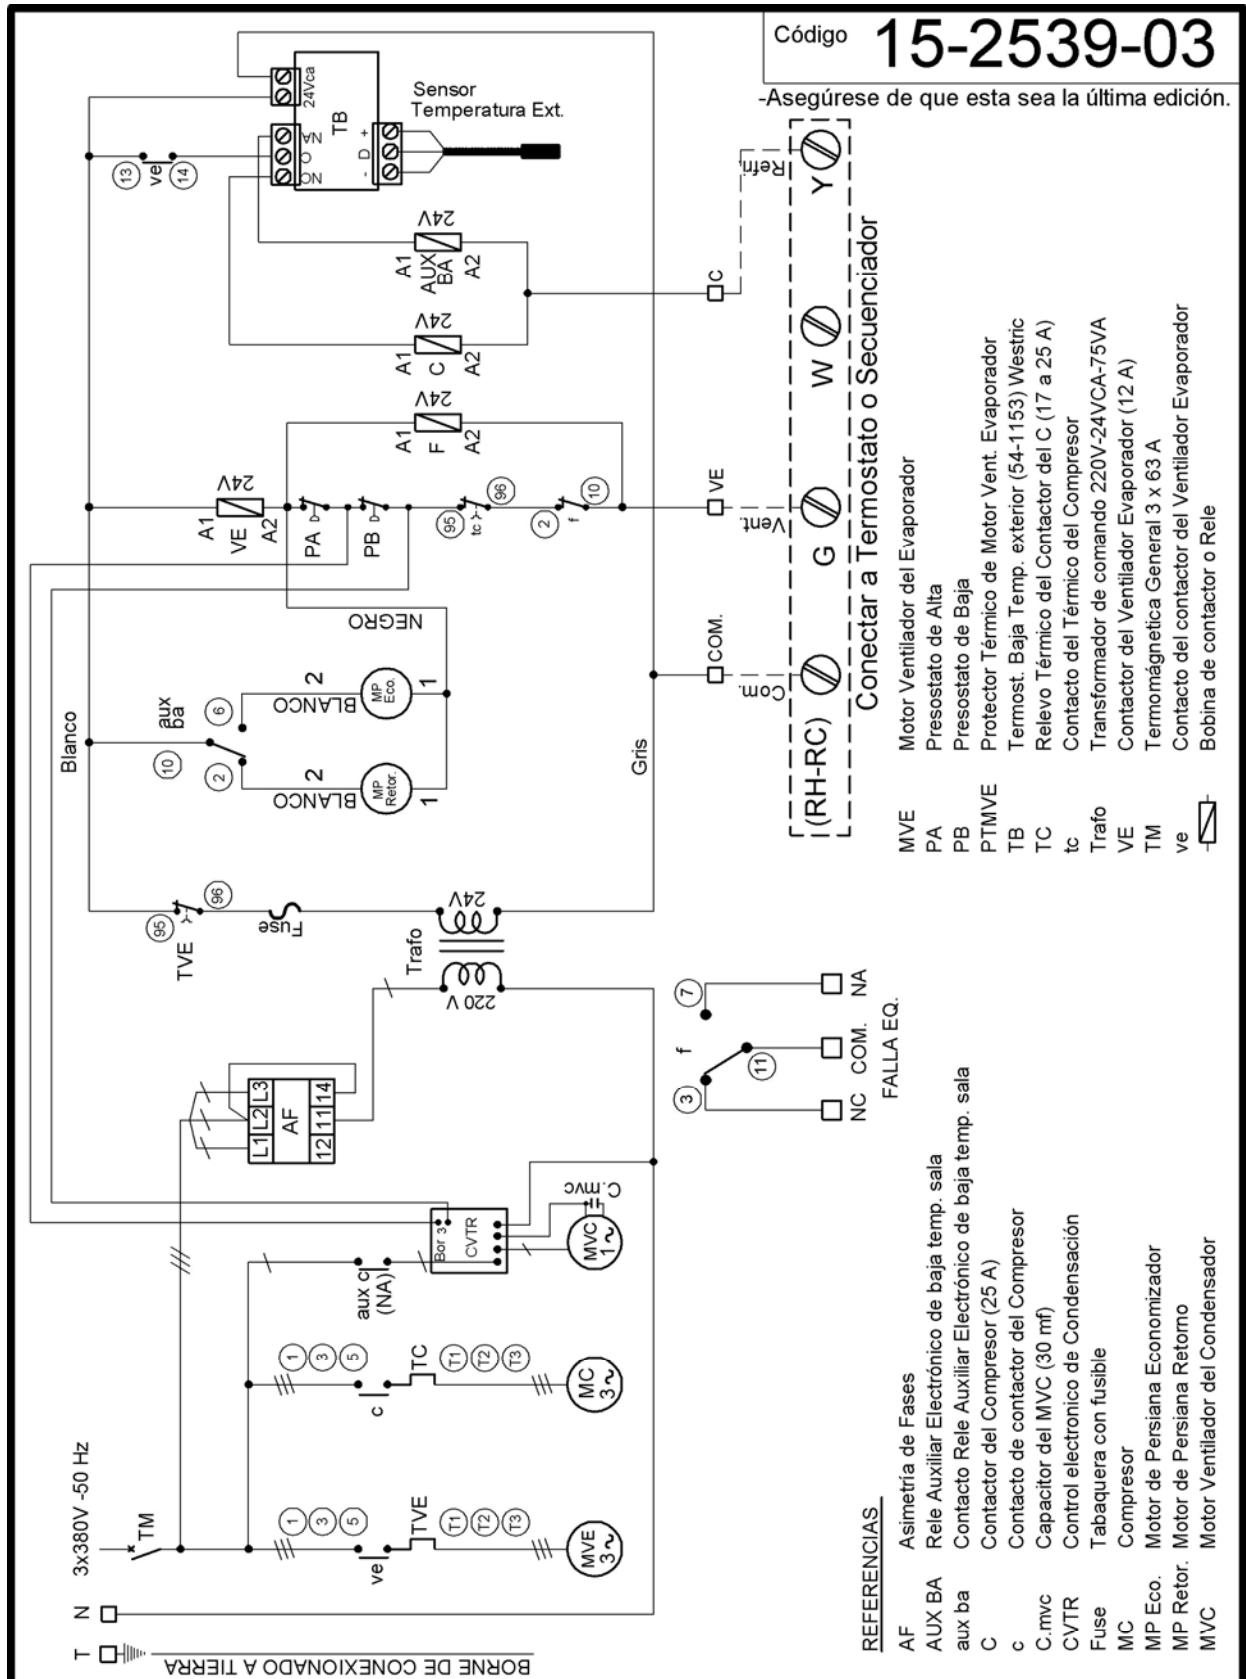 Código 15-2539-03
-Asegúrese de que esta sea la última edición.
T N 3x380V -50 Hz
BORNE DE CONEXIONADO A TIERRA
TM
ve
1 3 5
TVE
T1 T2 T3
MVE
3~
c
1 3 5
TC
T1 T2 T3
MC
3~
aux c
(NA)
Bor 3
CVTR
MVC
1~
C.mvc
L1 L2 L3
AF
12 11 14
Trafo
220 V
24V
Fuse
TVE
95 96
Blanco
Gris
aux
ba
10
2 6
BLANCO 2
BLANCO 2
MP
Retor.
MP
Eco.
1 1
NEGRO
A1 24V
VE
A2
PA
PB
95 96
tc
2 10
f
A1 24V
F
A2
A1 24V
C
A2
A1 24V
AUX
BA
A2
13 ve 14
24Vca
TB
NA
C
NO
+
D
-
Sensor
Temperatura Ext.
COM.
VE
C
Com.
Vent.
Refri.
(RH-RC) G W Y
Conectar a Termostato o Secuenciador
3 f 7
11
NC COM. NA
FALLA EQ.
REFERENCIAS
AF Asimetría de Fases
AUX BA Rele Auxiliar Electrónico de baja temp. sala
aux ba Contacto Rele Auxiliar Electrónico de baja temp. sala
C Contactor del Compresor (25 A)
c Contacto de contactor del Compresor
C.mvc Capacitor del MVC (30 mf)
CVTR Control electronico de Condensación
Fuse Tabaquera con fusible
MC Compresor
MP Eco. Motor de Persiana Economizador
MP Retor. Motor de Persiana Retorno
MVC Motor Ventilador del Condensador
MVE Motor Ventilador del Evaporador
PA Presostato de Alta
PB Presostato de Baja
PTMVE Protector Térmico de Motor Vent. Evaporador
TB Termost. Baja Temp. exterior (54-1153) Westric
TC Relevo Térmico del Contactor del C (17 a 25 A)
tc Contacto del Térmico del Compresor
Trafo Transformador de comando 220V-24VCA-75VA
VE Contactor del Ventilador Evaporador (12 A)
TM Termomágnetica General 3 x 63 A
ve Contacto del contactor del Ventilador Evaporador
Bobina de contactor o Rele